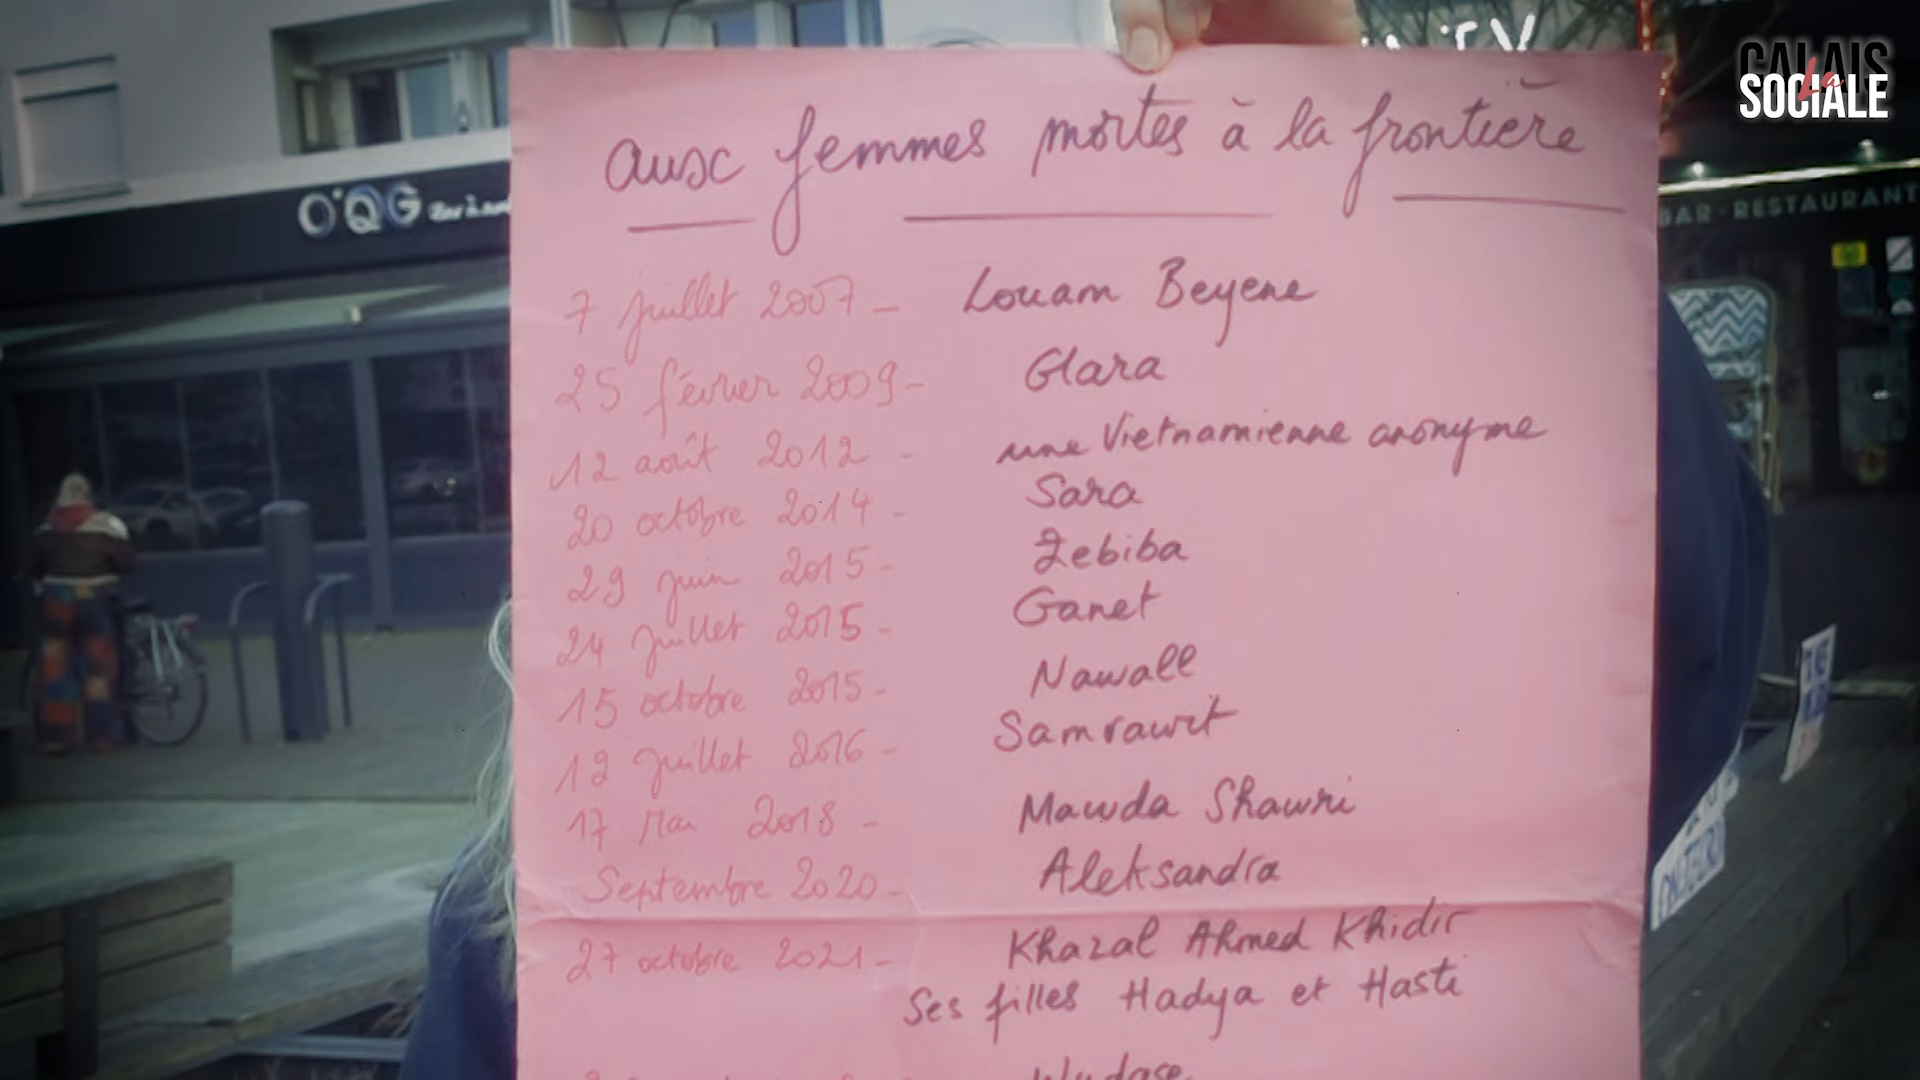 CALAIS
La
SOCIALE
O'QG
BAR - RESTAURANT
aux femmes mortes à la frontière
7 juillet 2007 - Louam Beyene
25 février 2009 - Glara
12 août 2012 - une Vietnamienne anonyme
20 octobre 2014 - Sara
29 juin 2015 - Zebiba
24 juillet 2015 - Ganet
15 octobre 2015 - Nawall
19 juillet 2016 - Samrawit
17 Mai 2018 - Mawda Shawri
Septembre 2020 - Aleksandra
27 octobre 2021 - Khazal Ahmed Khidir
Ses filles Hadya et Hasti